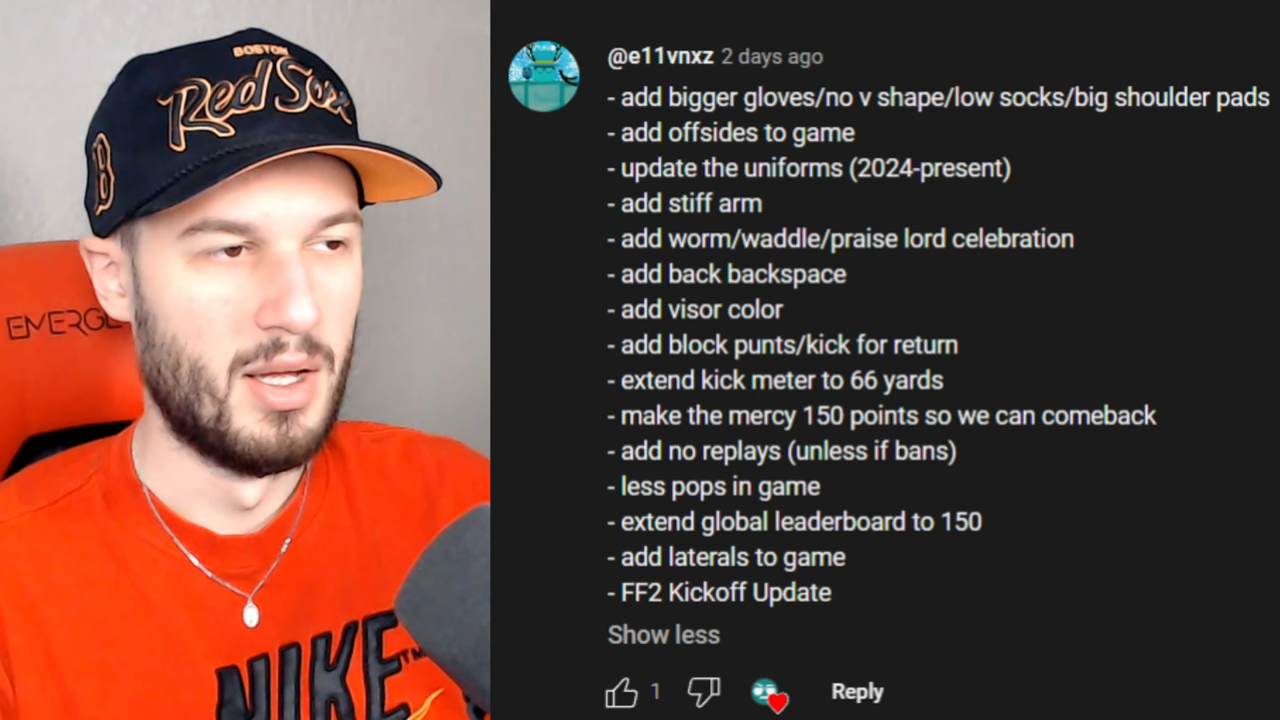 BOSTON
Red Sox
B
EMERGE
NIKE
@e11vnxz 2 days ago
- add bigger gloves/no v shape/low socks/big shoulder pads
- add offsides to game
- update the uniforms (2024-present)
- add stiff arm
- add worm/waddle/praise lord celebration
- add back backspace
- add visor color
- add block punts/kick for return
- extend kick meter to 66 yards
- make the mercy 150 points so we can comeback
- add no replays (unless if bans)
- less pops in game
- extend global leaderboard to 150
- add laterals to game
- FF2 Kickoff Update
Show less
1
Reply